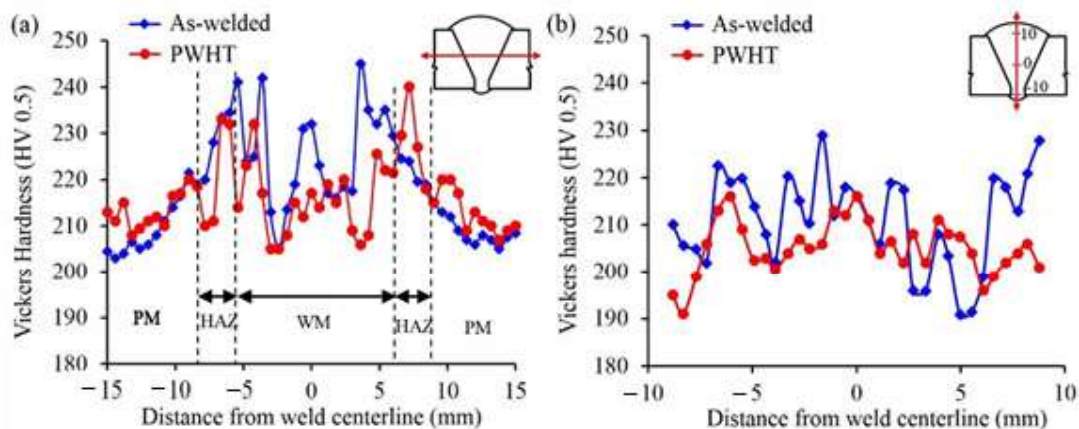 (a)
As-welded
PWHT
250
240
230
220
210
200
190
180
Vickers Hardness (HV 0.5)
PM
HAZ
WM
HAZ
PM
−15
−10
−5
0
5
10
15
Distance from weld centerline (mm)
(b)
As-welded
PWHT
10
0
-10
250
240
230
220
210
200
190
180
Vickers hardness (HV 0.5)
−10
−5
0
5
10
Distance from weld centerline (mm)